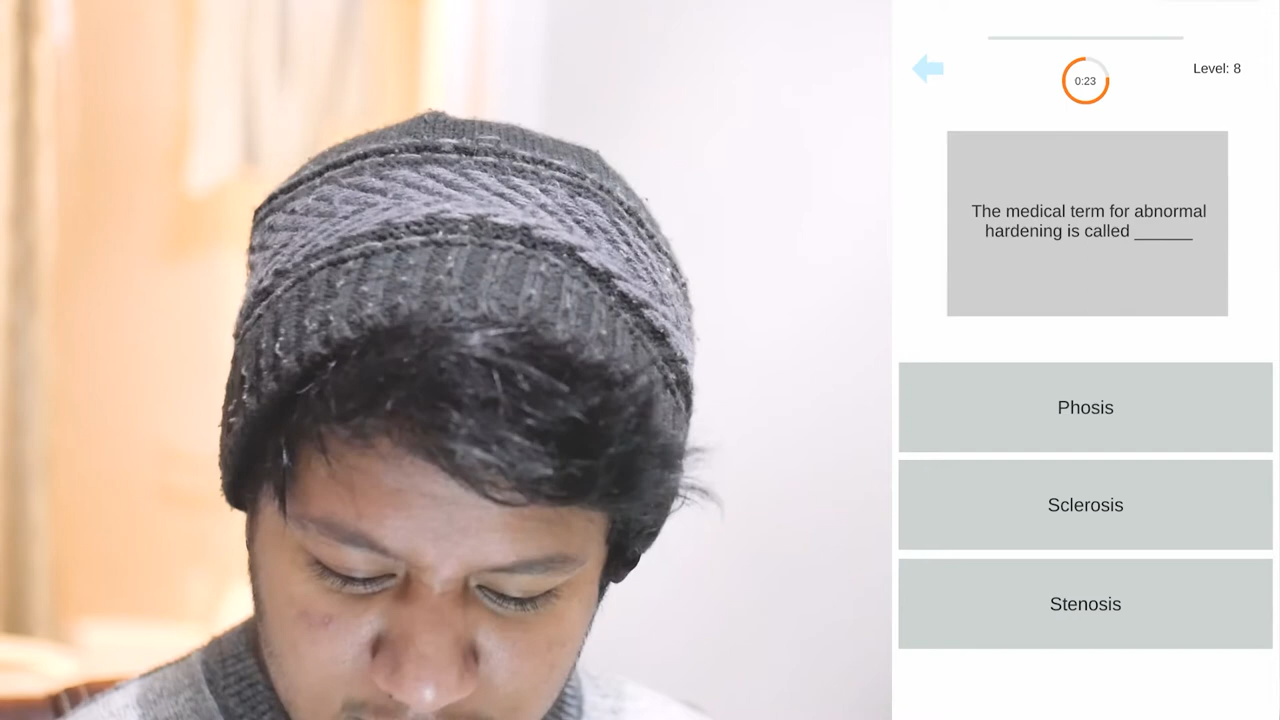 0:23
Level: 8
The medical term for abnormal
hardening is called ______
Phosis
Sclerosis
Stenosis